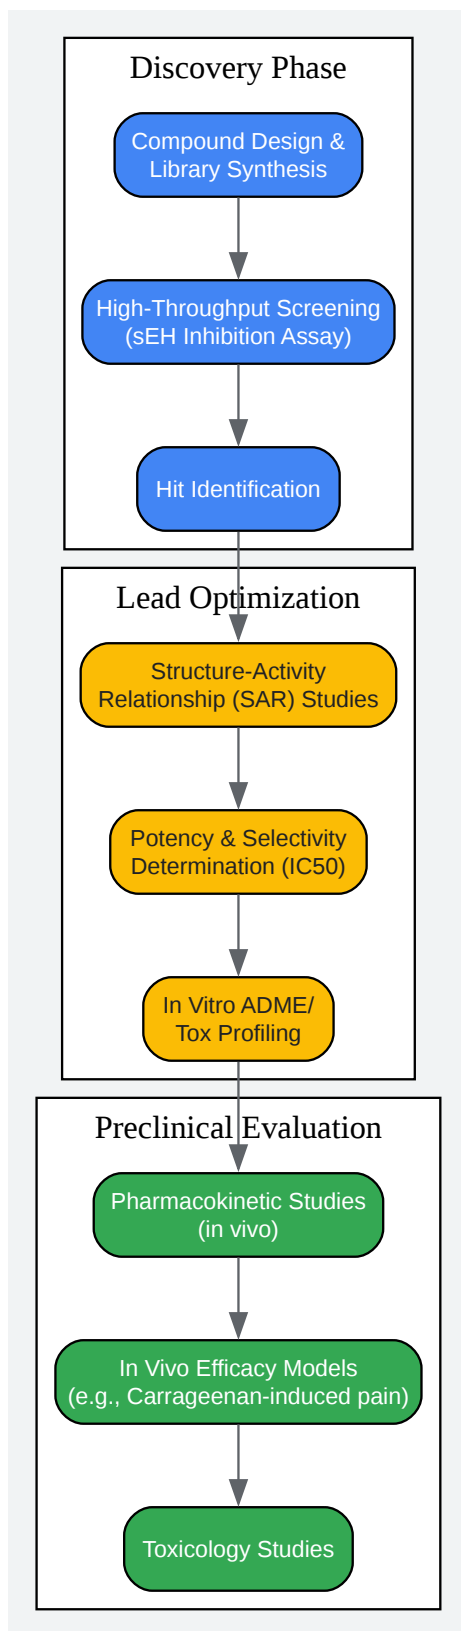 Discovery Phase
Compound Design &
Library Synthesis
High-Throughput Screening
(sEH Inhibition Assay)
Hit Identification
Lead Optimization
Structure-Activity
Relationship (SAR) Studies
Potency & Selectivity
Determination (IC50)
In Vitro ADME/
Tox Profiling
Preclinical Evaluation
Pharmacokinetic Studies
(in vivo)
In Vivo Efficacy Models
(e.g., Carrageenan-induced pain)
Toxicology Studies